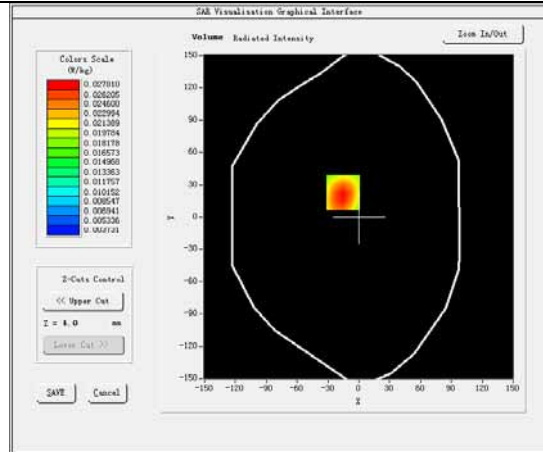 SAR Visualisation Graphical Interface
Volume Radiated Intensity
Zoom In/Out
Colors Scale
(W/kg)
0.027810
0.026205
0.024600
0.022994
0.021389
0.019784
0.018178
0.016573
0.014968
0.013363
0.011757
0.010152
0.008547
0.006941
0.005336
0.003731
Z-Cuts Control
<< Upper Cut
Z = 4.0 mm
Lower Cut >>
SAVE Cancel
150
120
90
60
30
Y 0
-30
-60
-90
-120
-150
-150 -120 -90 -60 -30 0 30 60 90 120 150